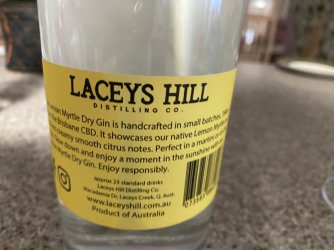 LACEYS HILL
DISTILLING CO.
Myrtle Dry Gin is handcrafted in small batches,
Brisbane CBD. It showcases our native Lemon Myrtle
creamy smooth citrus notes. Perfect in a martini or
down and enjoy a moment in the sunshine with
Myrtle Dry Gin. Enjoy responsibly.
approx 23 standard drinks
Laceys Hill Distilling Co.
Macadamia Dr, Laceys Creek, Q. Aust.
www.laceyshill.com.au
Product of Australia